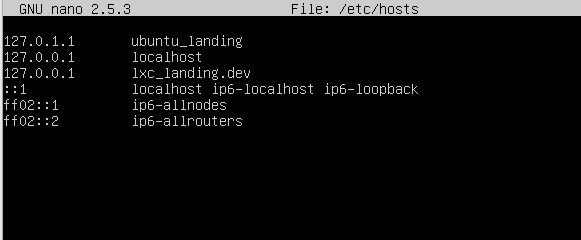 GNU nano 2.5.3 File: /etc/hosts
127.0.1.1 ubuntu_landing
127.0.0.1 localhost
127.0.0.1 lxc_landing.dev
::1 localhost ip6-localhost ip6-loopback
ff02::1 ip6-allnodes
ff02::2 ip6-allrouters